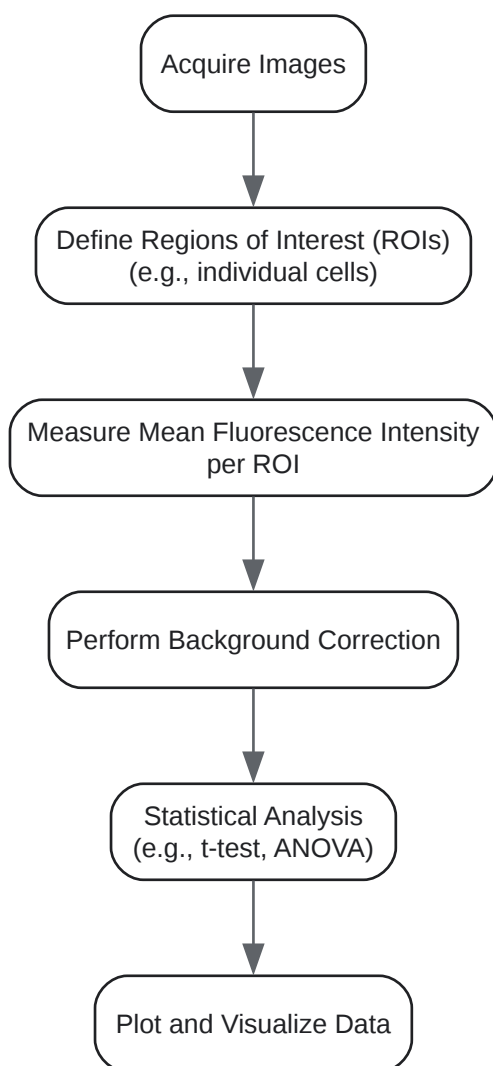 Acquire Images
Define Regions of Interest (ROIs)
(e.g., individual cells)
Measure Mean Fluorescence Intensity
per ROI
Perform Background Correction
Statistical Analysis
(e.g., t-test, ANOVA)
Plot and Visualize Data